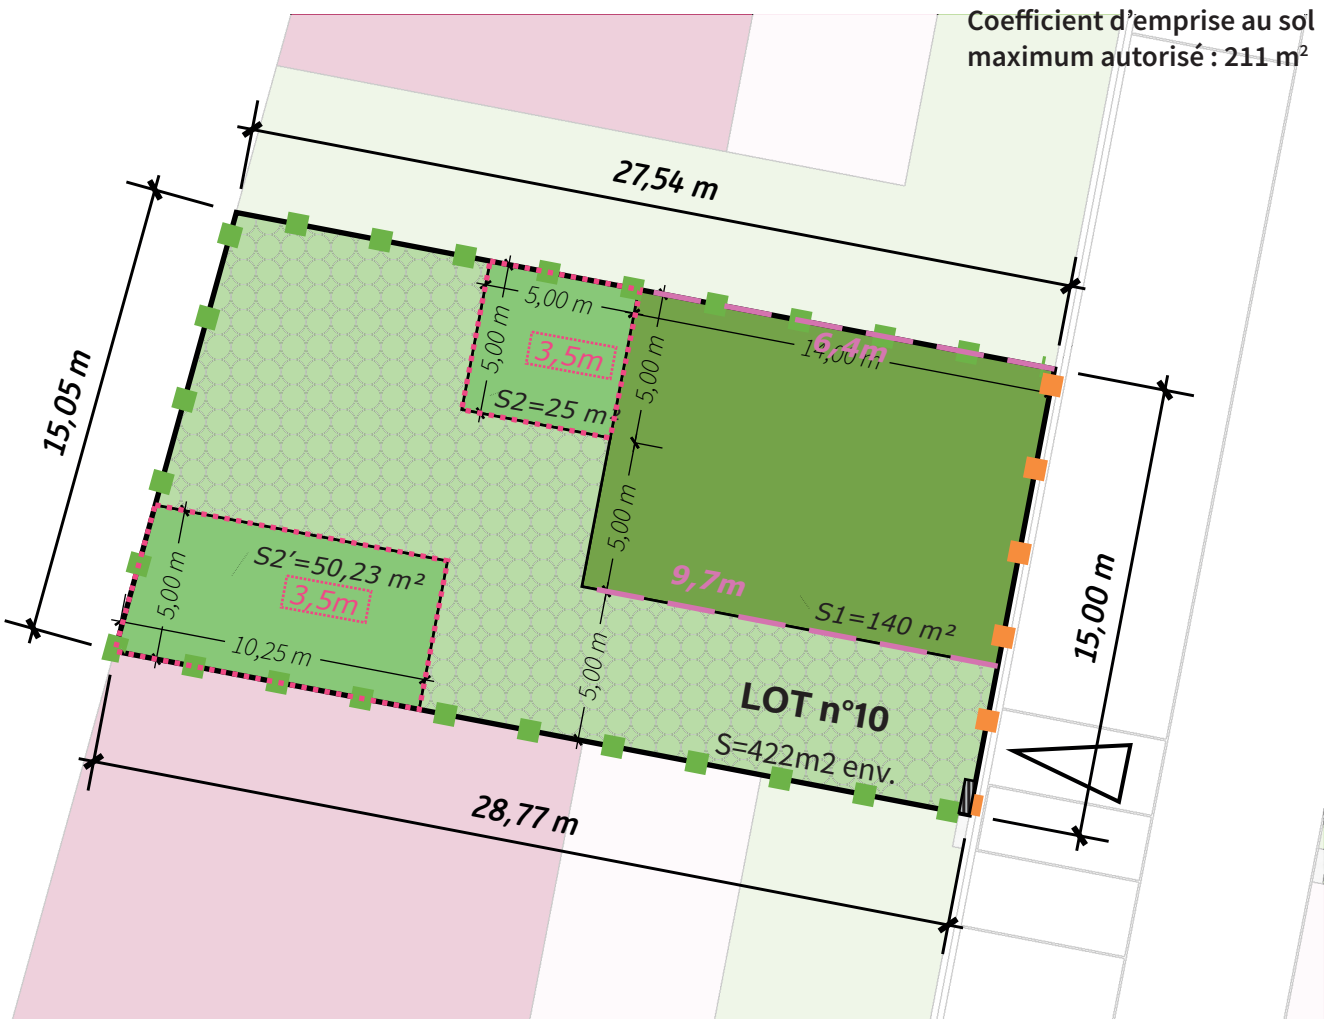 Coefficient d’emprise au sol
maximum autorisé : 211 m²
27,54 m
15,05 m
5,00 m
5,00 m
3,5m
S2=25 m²
6,4m
14,00 m
5,00 m
5,00 m
9,7m
S1=140 m²
S2’=50,23 m²
3,5m
5,00 m
10,25 m
5,00 m
LOT n°10
S=422m2 env.
15,00 m
28,77 m